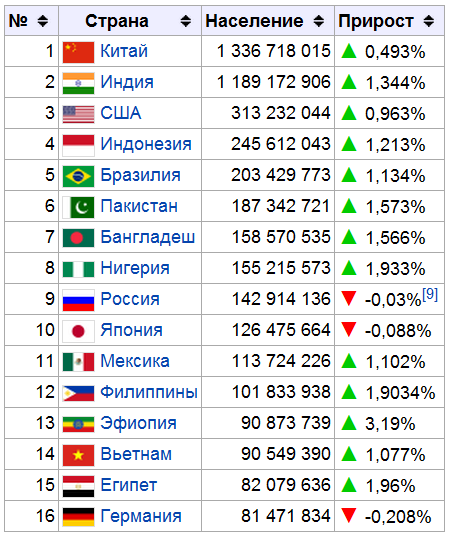 № Страна Население Прирост
1 Китай 1 336 718 015 0,493%
2 Индия 1 189 172 906 1,344%
3 США 313 232 044 0,963%
4 Индонезия 245 612 043 1,213%
5 Бразилия 203 429 773 1,134%
6 Пакистан 187 342 721 1,573%
7 Бангладеш 158 570 535 1,566%
8 Нигерия 155 215 573 1,933%
9 Россия 142 914 136 -0,03%[9]
10 Япония 126 475 664 -0,088%
11 Мексика 113 724 226 1,102%
12 Филиппины 101 833 938 1,9034%
13 Эфиопия 90 873 739 3,19%
14 Вьетнам 90 549 390 1,077%
15 Египет 82 079 636 1,96%
16 Германия 81 471 834 -0,208%